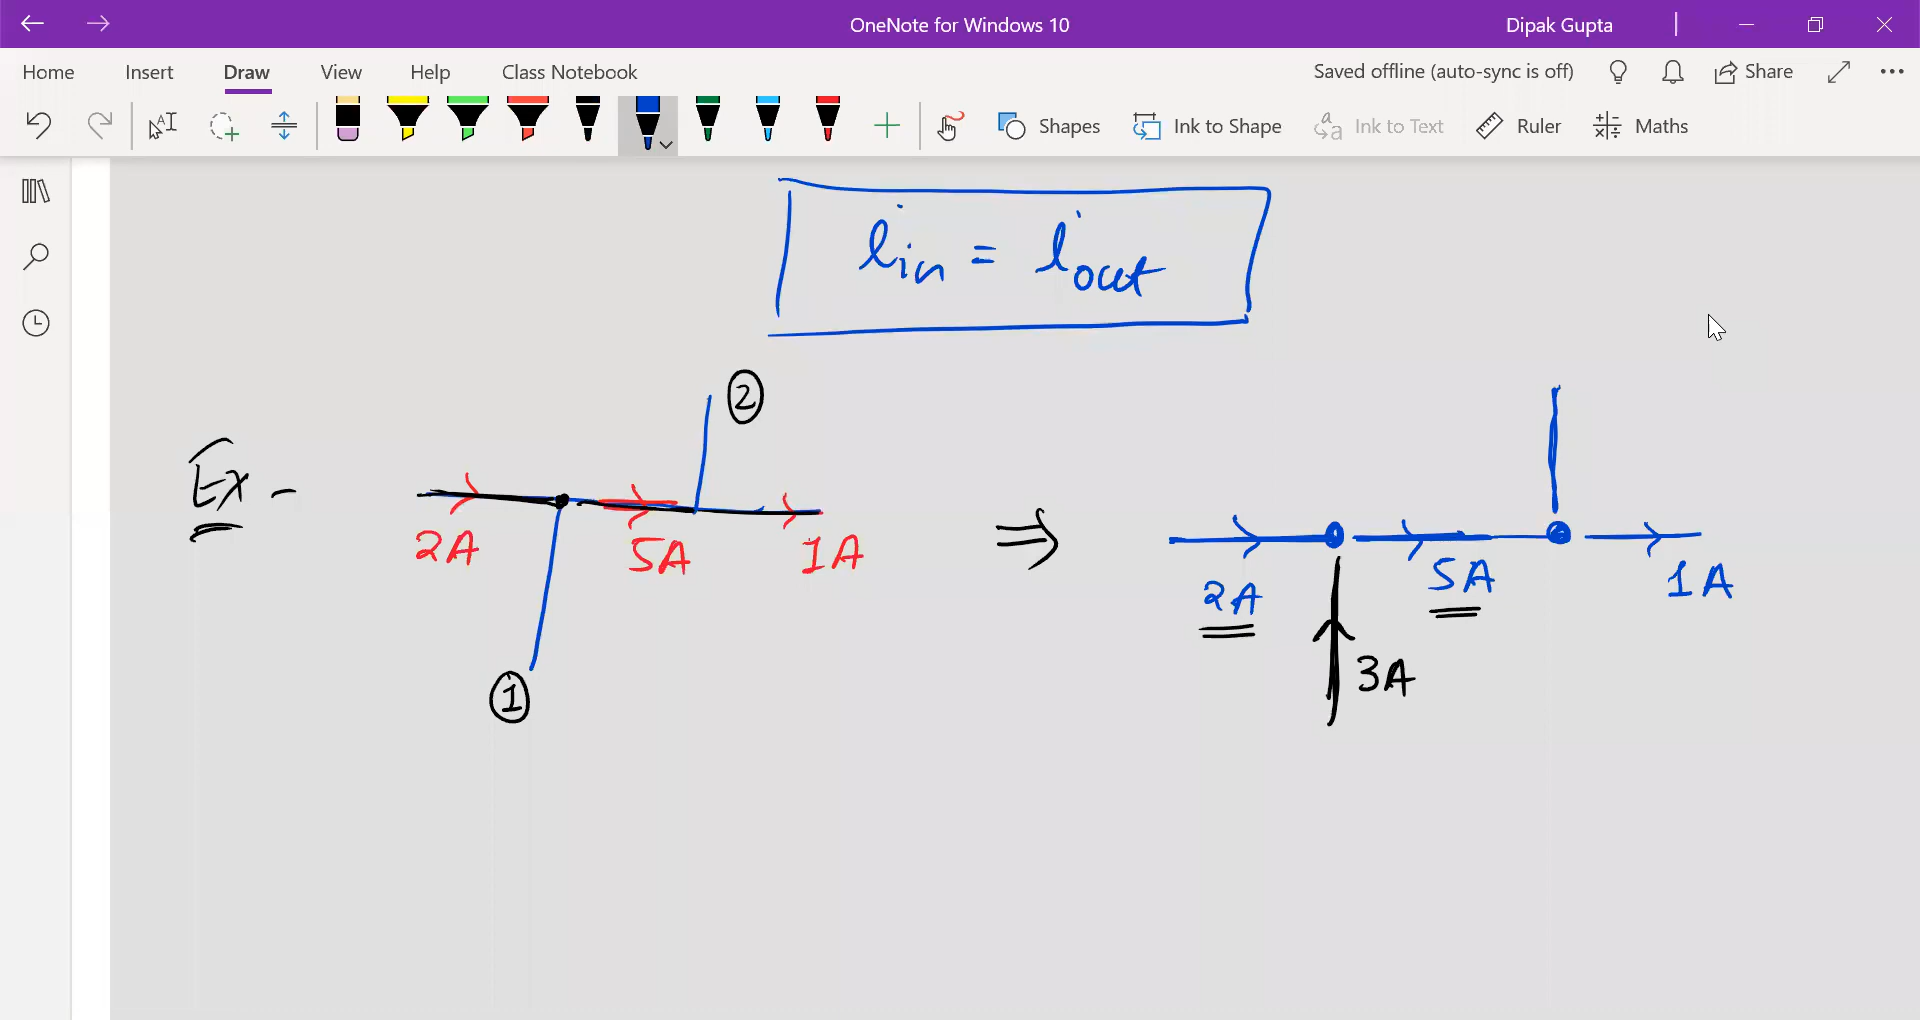 OneNote for Windows 10
Dipak Gupta
Home Insert Draw View Help Class Notebook
Saved offline (auto-sync is off) Share
Shapes Ink to Shape Ink to Text Ruler Maths
i_in = i_out
Ex -
②
2A 5A 1A
①
⇒
2A 5A 1A
3A